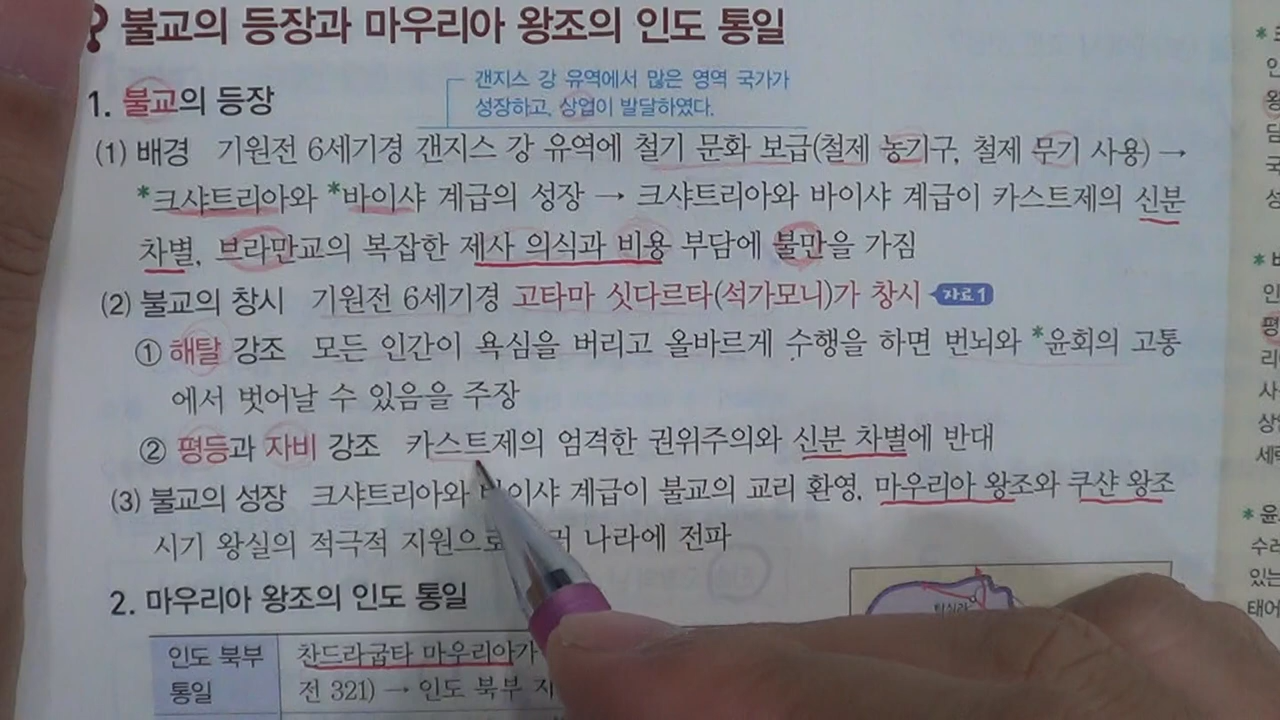 불교의 등장과 마우리아 왕조의 인도 통일
갠지스 강 유역에서 많은 영역 국가가
성장하고, 상업이 발달하였다.
1. 불교의 등장
(1) 배경 기원전 6세기경 갠지스 강 유역에 철기 문화 보급(철제 농기구, 철제 무기 사용) →
*크샤트리아와 *바이샤 계급의 성장 → 크샤트리아와 바이샤 계급이 카스트제의 신분
차별, 브라만교의 복잡한 제사 의식과 비용 부담에 불만을 가짐
(2) 불교의 창시 기원전 6세기경 고타마 싯다르타(석가모니)가 창시 자료1
① 해탈 강조 모든 인간이 욕심을 버리고 올바르게 수행을 하면 번뇌와 *윤회의 고통
에서 벗어날 수 있음을 주장
② 평등과 자비 강조 카스트제의 엄격한 권위주의와 신분 차별에 반대
(3) 불교의 성장 크샤트리아와 바이샤 계급이 불교의 교리 환영, 마우리아 왕조와 쿠샨 왕조
시기 왕실의 적극적 지원으로 나라에 전파
2. 마우리아 왕조의 인도 통일
탁실라
인도 북부
통일
찬드라굽타 마우리아가
전 321) → 인도 북부 지